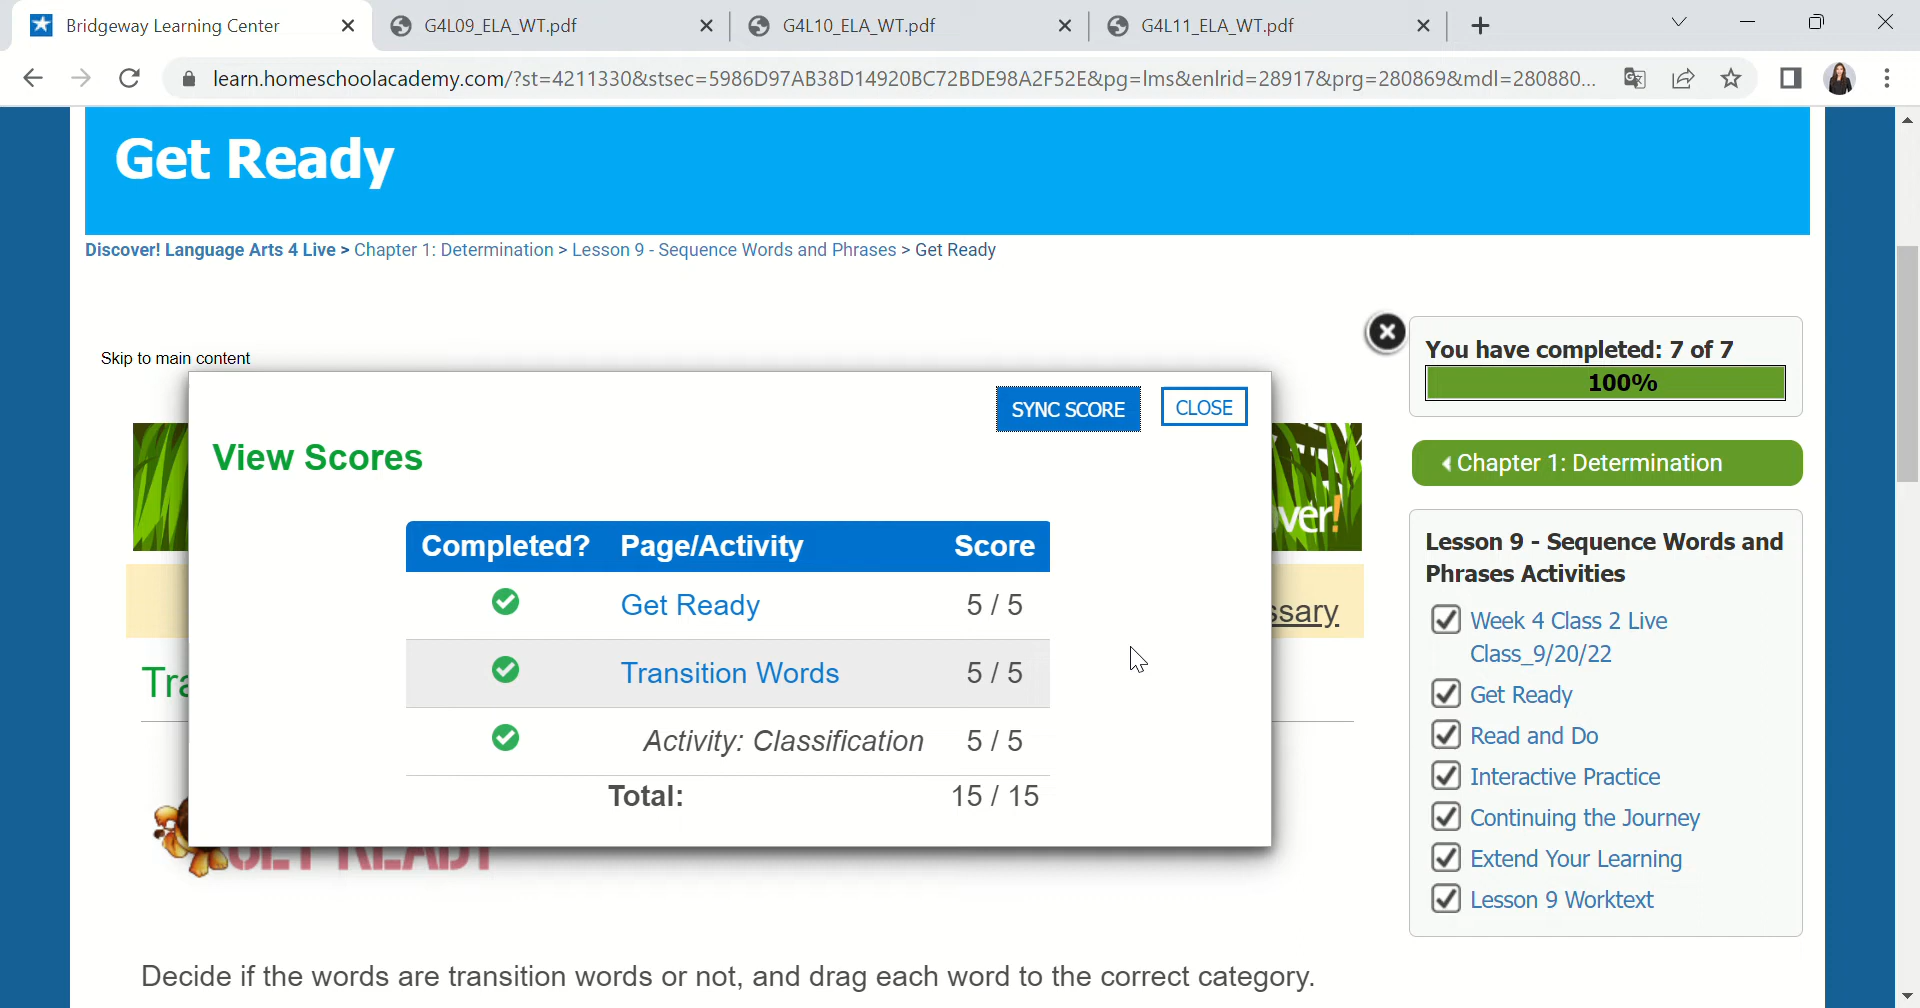 Bridgeway Learning Center
G4L09_ELA_WT.pdf
G4L10_ELA_WT.pdf
G4L11_ELA_WT.pdf
learn.homeschoolacademy.com/?st=4211330&stsec=5986D97AB38D14920BC72BDE98A2F52E&pg=lms&enlrid=28917&prg=280869&mdl=280880...
Get Ready
Discover! Language Arts 4 Live > Chapter 1: Determination > Lesson 9 - Sequence Words and Phrases > Get Ready
Skip to main content
SYNC SCORE
CLOSE
View Scores
Completed? Page/Activity Score
Get Ready 5 / 5
Transition Words 5 / 5
Activity: Classification 5 / 5
Total: 15 / 15
ver!
ssary
Tra
GET READY
Decide if the words are transition words or not, and drag each word to the correct category.
You have completed: 7 of 7
100%
Chapter 1: Determination
Lesson 9 - Sequence Words and
Phrases Activities
Week 4 Class 2 Live
Class_9/20/22
Get Ready
Read and Do
Interactive Practice
Continuing the Journey
Extend Your Learning
Lesson 9 Worktext